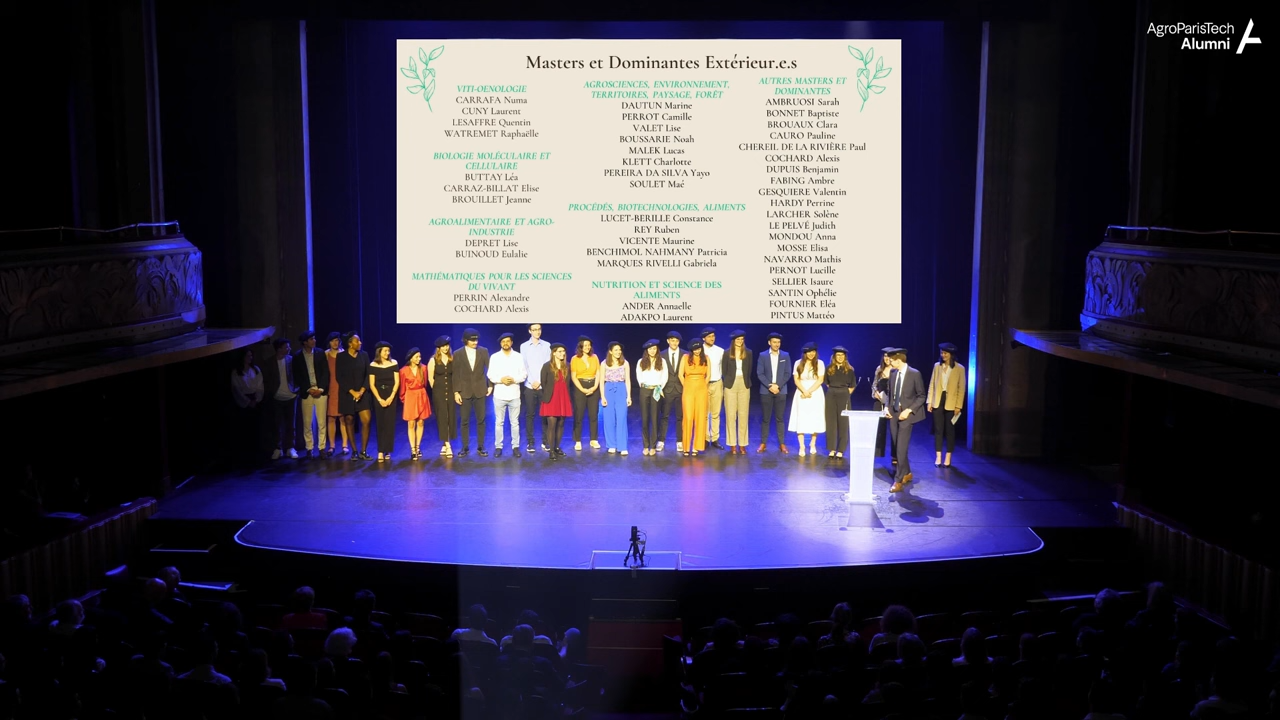 AgroParisTech
Alumni
Masters et Dominantes Extérieur.e.s
VITI-OENOLOGIE
CARRAFA Numa
CUNY Laurent
LESAFFRE Quentin
WATREMET Raphaëlle
BIOLOGIE MOLÉCULAIRE ET
CELLULAIRE
BUTTAY Léa
CARRAZ-BILLAT Elise
BROUILLET Jeanne
AGROALIMENTAIRE ET AGRO-
INDUSTRIE
DEPRET Lise
BUINOUD Eulalie
MATHÉMATIQUES POUR LES SCIENCES
DU VIVANT
PERRIN Alexandre
COCHARD Alexis
AGROSCIENCES, ENVIRONNEMENT,
TERRITOIRES, PAYSAGE, FORÊT
DAUTUN Marine
PERROT Camille
VALET Lise
BOUSSARIE Noah
MALEK Lucas
KLETT Charlotte
PEREIRA DA SILVA Yayo
SOULET Maé
PROCÉDÉS, BIOTECHNOLOGIES, ALIMENTS
LUCET-BERILLE Constance
REY Ruben
VICENTE Maurine
BENCHIMOL NAHMANY Patricia
MARQUES RIVELLI Gabriela
NUTRITION ET SCIENCE DES
ALIMENTS
ANDER Annaelle
ADAKPO Laurent
AUTRES MASTERS ET
DOMINANTES
AMBRUOSI Sarah
BONNET Baptiste
BROUAUX Clara
CAURO Pauline
CHEREIL DE LA RIVIÈRE Paul
COCHARD Alexis
DUPUIS Benjamin
FABING Ambre
GESQUIERE Valentin
HARDY Perrine
LARCHER Solène
LE PELVÉ Judith
MONDOU Anna
MOSSE Elisa
NAVARRO Mathis
PERNOT Lucille
SELLIER Isaure
SANTIN Ophélie
FOURNIER Eléa
PINTUS Mattéo